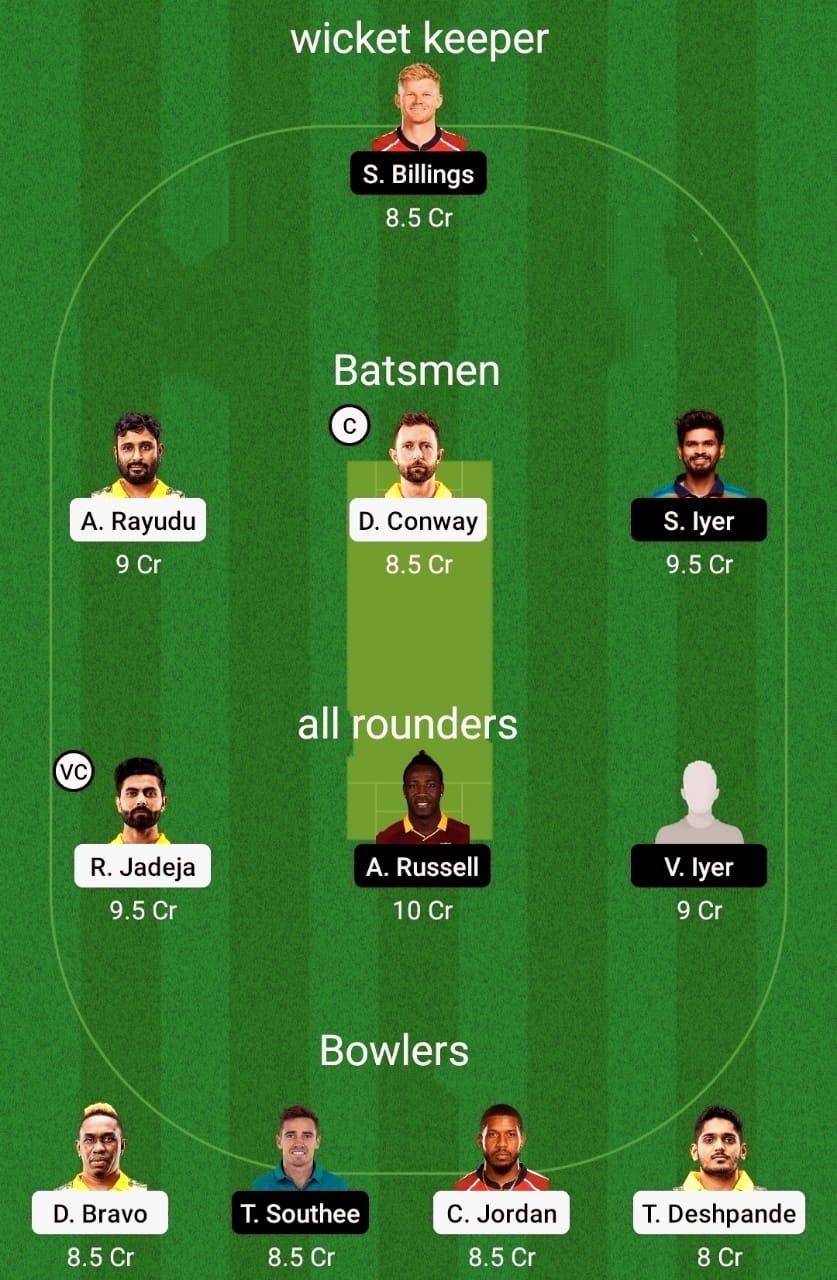 wicket keeper
S. Billings
8.5 Cr
Batsmen
C
A. Rayudu
D. Conway
S. Iyer
9 Cr
8.5 Cr
9.5 Cr
all rounders
VC
R. Jadeja
A. Russell
V. Iyer
9.5 Cr
10 Cr
9 Cr
Bowlers
D. Bravo
T. Southee
C. Jordan
T. Deshpande
8.5 Cr
8.5 Cr
8.5 Cr
8 Cr